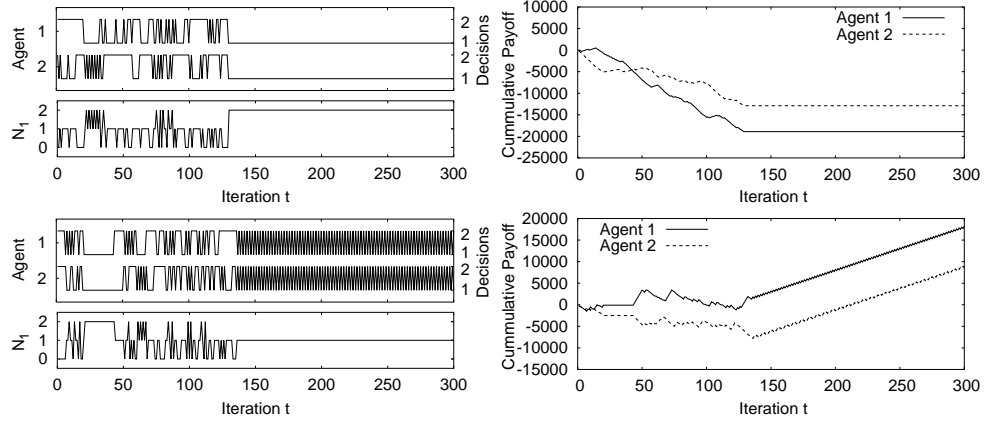 Agent
1
2
2
1
2
1
Decisions
N1
2
1
0
0 50 100 150 200 250 300
Iteration t
Cummulative Payoff
10000
5000
0
-5000
-10000
-15000
-20000
-25000
Agent 1
Agent 2
0 50 100 150 200 250 300
Iteration t
Agent
1
2
2
1
2
1
Decisions
N1
2
1
0
0 50 100 150 200 250 300
Iteration t
Cummulative Payoff
20000
15000
10000
5000
0
-5000
-10000
-15000
Agent 1
Agent 2
0 50 100 150 200 250 300
Iteration t